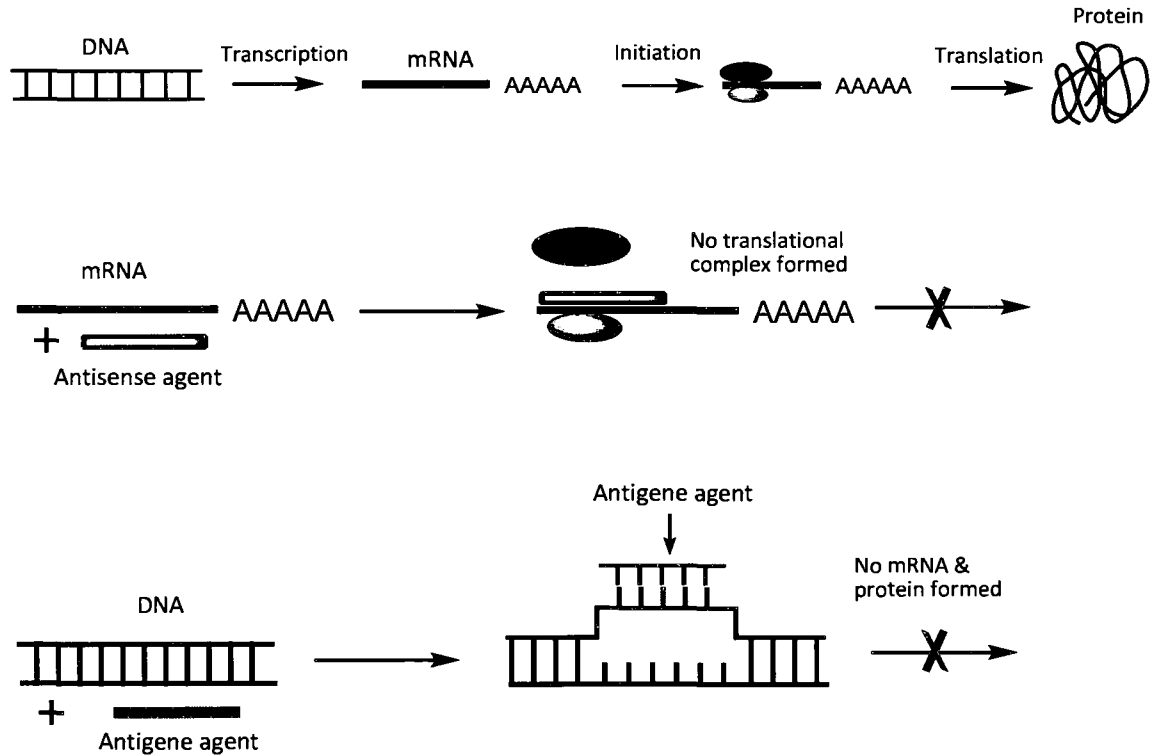 DNA
Transcription
mRNA
AAAAA
Initiation
AAAAA
Translation
Protein
mRNA
AAAAA
+
Antisense agent
No translational
complex formed
AAAAA
X
DNA
+
Antigene agent
Antigene agent
No mRNA &
protein formed
X